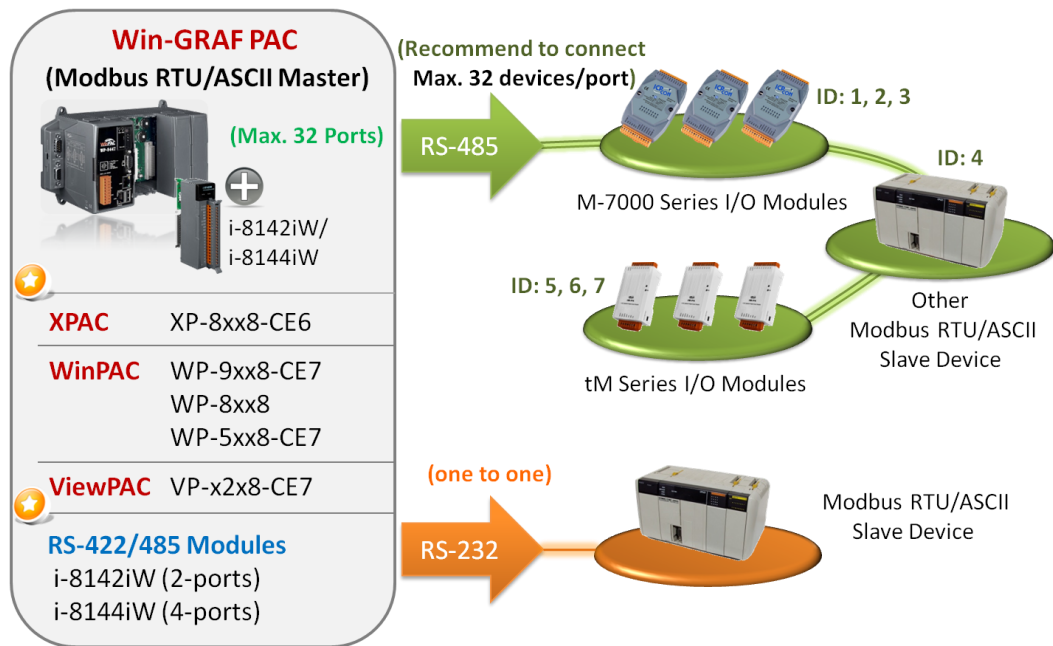 Win-GRAF PAC
(Modbus RTU/ASCII Master)
(Max. 32 Ports)
i-8142iW/
i-8144iW
XPAC XP-8xx8-CE6
WinPAC WP-9xx8-CE7
WP-8xx8
WP-5xx8-CE7
ViewPAC VP-x2x8-CE7
RS-422/485 Modules
i-8142iW (2-ports)
i-8144iW (4-ports)
(Recommend to connect
Max. 32 devices/port)
RS-485
ID: 1, 2, 3
M-7000 Series I/O Modules
ID: 4
Other
Modbus RTU/ASCII
Slave Device
ID: 5, 6, 7
tM Series I/O Modules
(one to one)
RS-232
Modbus RTU/ASCII
Slave Device